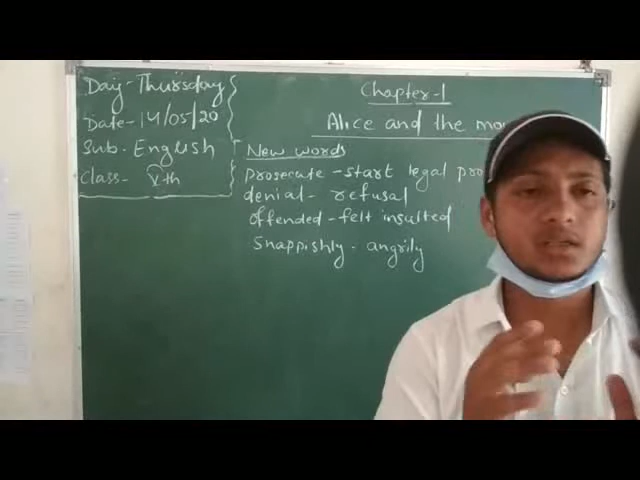 Day - Thursday
Date - 14/05/20
Sub. English
Class - Vth
Chapter-1
Alice and the
New words
prosecute - start legal
denial - refusal
offended - felt insulted
Snappishly - angrily